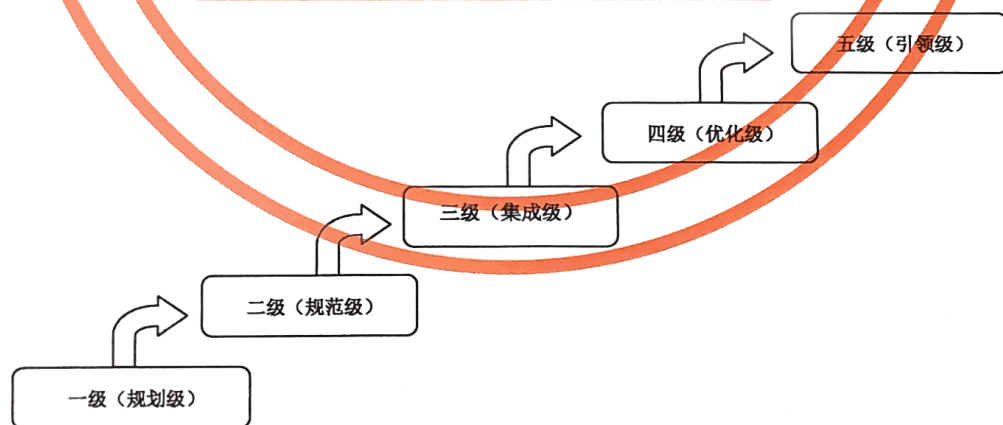 五级（引领级）
四级（优化级）
三级（集成级）
二级（规范级）
一级（规划级）